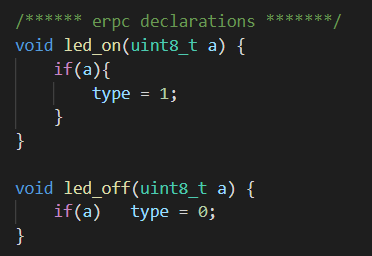 /****** erpc declarations *******/
void led_on(uint8_t a) {
    if(a){
        type = 1;
    }
}

void led_off(uint8_t a) {
    if(a)   type = 0;
}